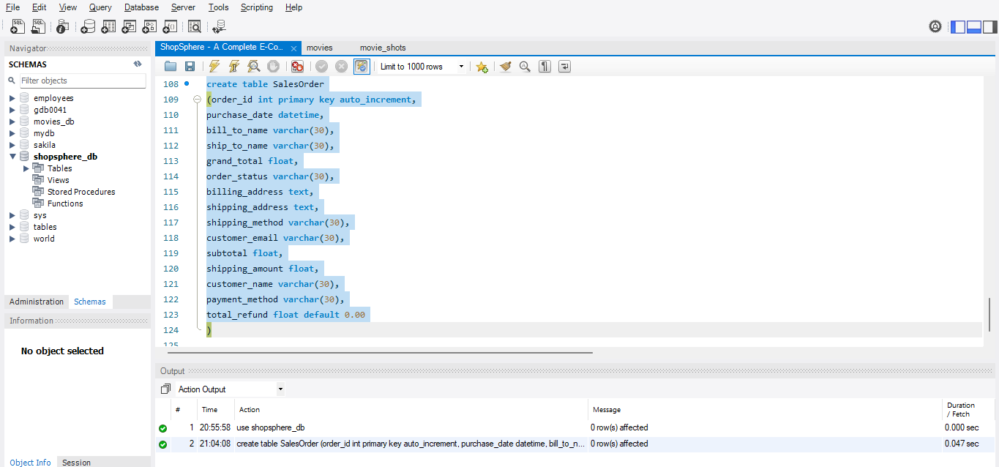 File Edit View Query Database Server Tools Scripting Help
Navigator
SCHEMAS
Filter objects
employees
gdb0041
movies_db
mydb
sakila
shopsphere_db
Tables
Views
Stored Procedures
Functions
sys
tables
world
Administration Schemas
Information
No object selected
Object Info Session
ShopSphere - A Complete E-Co... movies movie_shots
Limit to 1000 rows
108 create table SalesOrder
109 (order_id int primary key auto_increment,
110 purchase_date datetime,
111 bill_to_name varchar(30),
112 ship_to_name varchar(30),
113 grand_total float,
114 order_status varchar(30),
115 billing_address text,
116 shipping_address text,
117 shipping_method varchar(30),
118 customer_email varchar(30),
119 subtotal float,
120 shipping_amount float,
121 customer_name varchar(30),
122 payment_method varchar(30),
123 total_refund float default 0.00
124 )
125
Output
Action Output
# Time Action Message Duration / Fetch
1 20:55:58 use shopsphere_db 0 row(s) affected 0.000 sec
2 21:04:08 create table SalesOrder (order_id int primary key auto_increment, purchase_date datetime, bill_to_n... 0 row(s) affected 0.047 sec